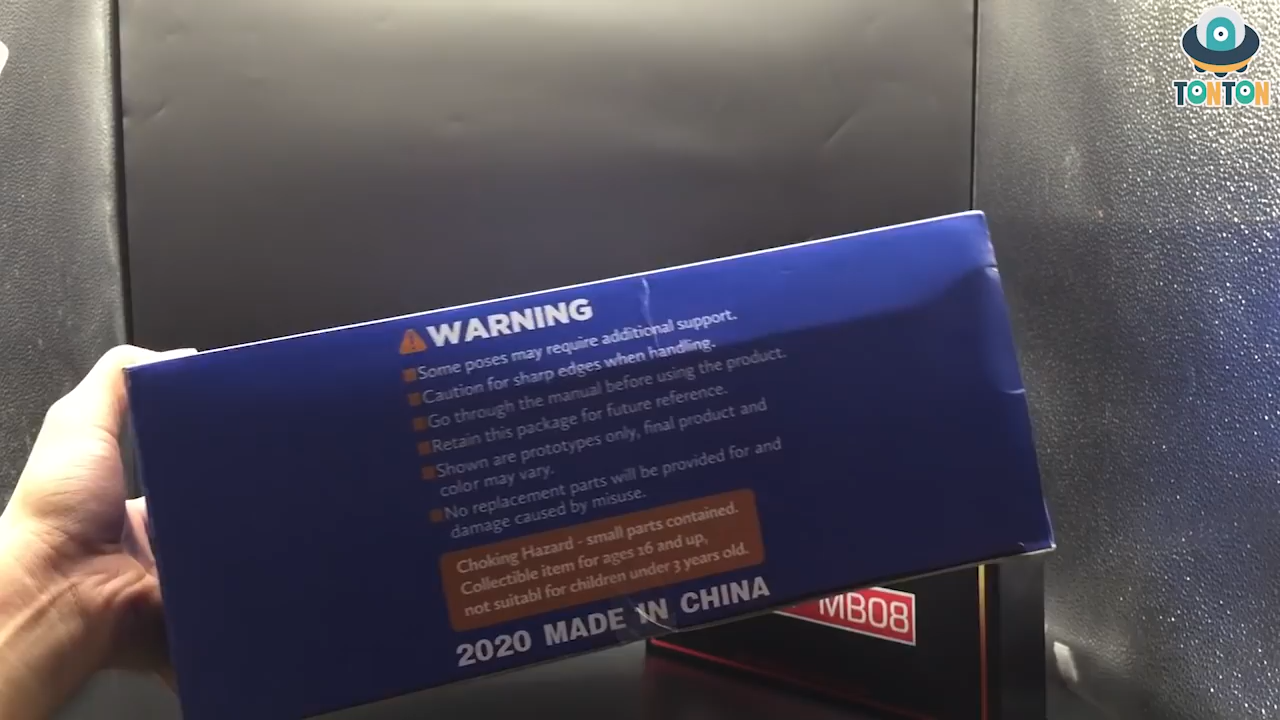 TONTON
WARNING
Some poses may require additional support.
Caution for sharp edges when handling.
Go through the manual before using the product.
Retain this package for future reference.
Shown are prototypes only, final product and
color may vary.
No replacement parts will be provided for and
damage caused by misuse.
Choking Hazard - small parts contained.
Collectible item for ages 16 and up,
not suitabl for children under 3 years old.
2020 MADE IN CHINA
MB08